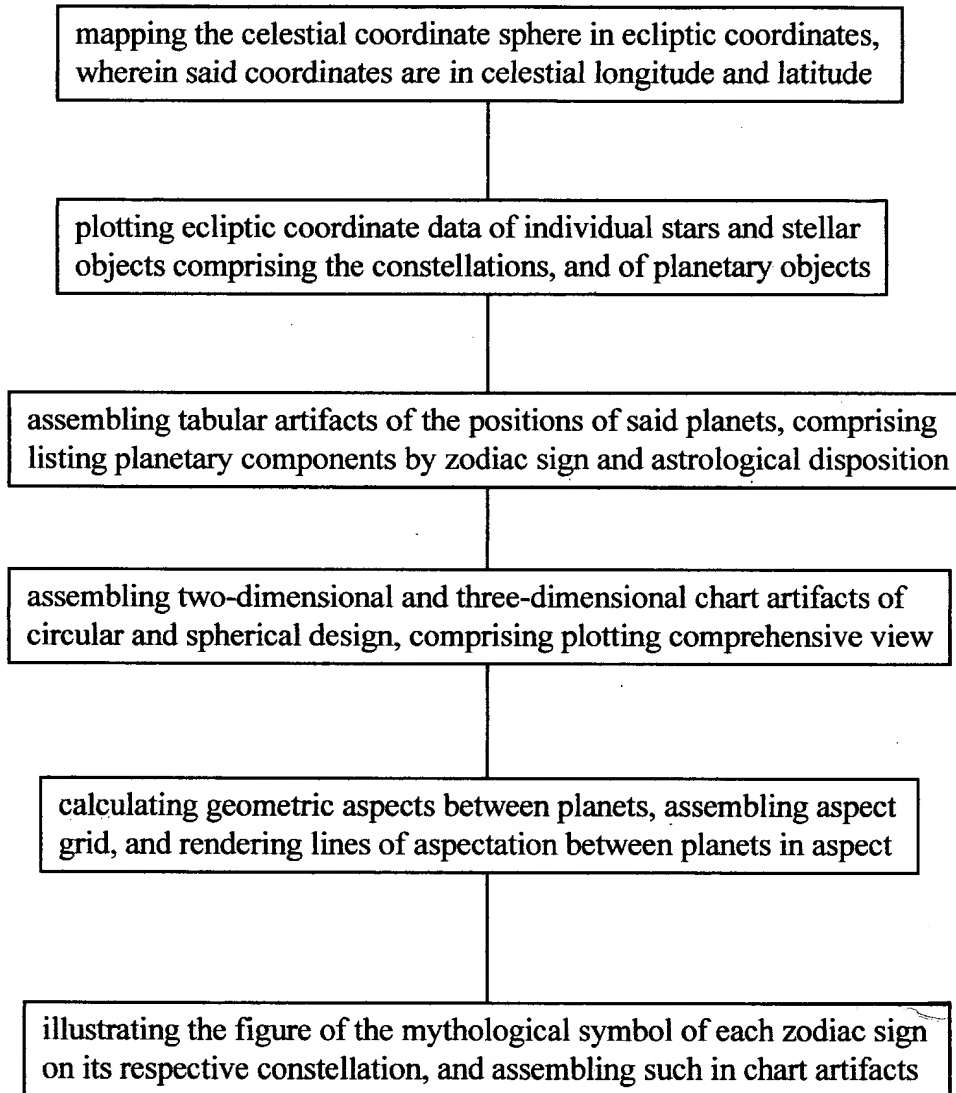 mapping the celestial coordinate sphere in ecliptic coordinates,
wherein said coordinates are in celestial longitude and latitude
plotting ecliptic coordinate data of individual stars and stellar
objects comprising the constellations, and of planetary objects
assembling tabular artifacts of the positions of said planets, comprising
listing planetary components by zodiac sign and astrological disposition
assembling two-dimensional and three-dimensional chart artifacts of
circular and spherical design, comprising plotting comprehensive view
calculating geometric aspects between planets, assembling aspect
grid, and rendering lines of aspectation between planets in aspect
illustrating the figure of the mythological symbol of each zodiac sign
on its respective constellation, and assembling such in chart artifacts